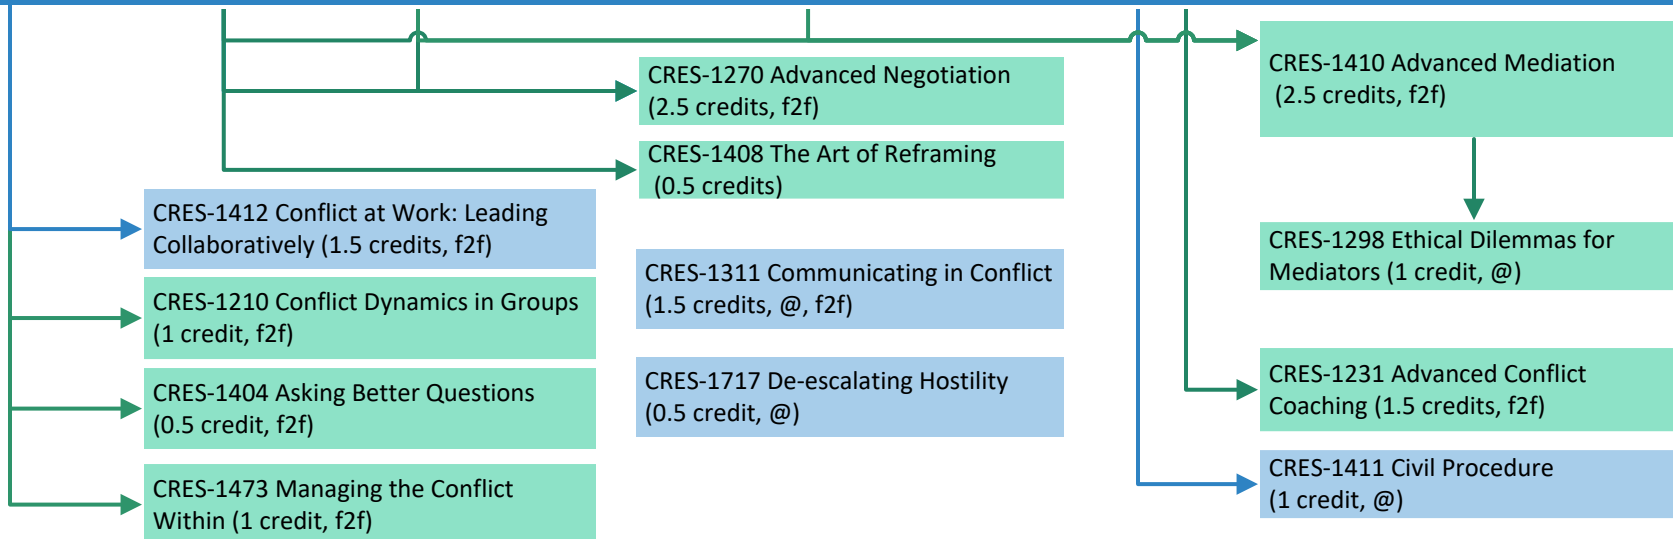 CRES-1270 Advanced Negotiation
(2.5 credits, f2f)
CRES-1408 The Art of Reframing
(0.5 credits)
CRES-1410 Advanced Mediation
(2.5 credits, f2f)
CRES-1412 Conflict at Work: Leading
Collaboratively (1.5 credits, f2f)
CRES-1210 Conflict Dynamics in Groups
(1 credit, f2f)
CRES-1404 Asking Better Questions
(0.5 credit, f2f)
CRES-1473 Managing the Conflict
Within (1 credit, f2f)
CRES-1311 Communicating in Conflict
(1.5 credits, @, f2f)
CRES-1717 De-escalating Hostility
(0.5 credit, @)
CRES-1298 Ethical Dilemmas for
Mediators (1 credit, @)
CRES-1231 Advanced Conflict
Coaching (1.5 credits, f2f)
CRES-1411 Civil Procedure
(1 credit, @)